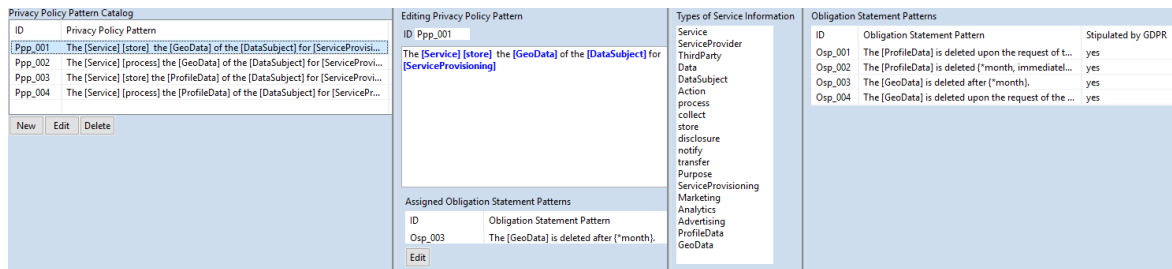 Privacy Policy Pattern Catalog
ID Privacy Policy Pattern
Ppp_001 The [Service] [store] the [GeoData] of the [DataSubject] for [ServiceProvisi...
Ppp_002 The [Service] [process] the [GeoData] of the [DataSubject] for [ServiceProvi...
Ppp_003 The [Service] [store] the [ProfileData] of the [DataSubject] for [ServiceProvi...
Ppp_004 The [Service] [process] the [ProfileData] of the [DataSubject] for [ServicePr...
New Edit Delete
Editing Privacy Policy Pattern
ID Ppp_001
The [Service] [store] the [GeoData] of the [DataSubject] for
[ServiceProvisioning]
Assigned Obligation Statement Patterns
ID Obligation Statement Pattern
Osp_003 The [GeoData] is deleted after {*month}.
Edit
Types of Service Information
Service
ServiceProvider
ThirdParty
Data
DataSubject
Action
process
collect
store
disclosure
notify
transfer
Purpose
ServiceProvisioning
Marketing
Analytics
Advertising
ProfileData
GeoData
Obligation Statement Patterns
ID Obligation Statement Pattern Stipulated by GDPR
Osp_001 The [ProfileData] is deleted upon the request of t... yes
Osp_002 The [ProfileData] is deleted {*month, immediatel... yes
Osp_003 The [GeoData] is deleted after {*month}. yes
Osp_004 The [GeoData] is deleted upon the request of the ... yes